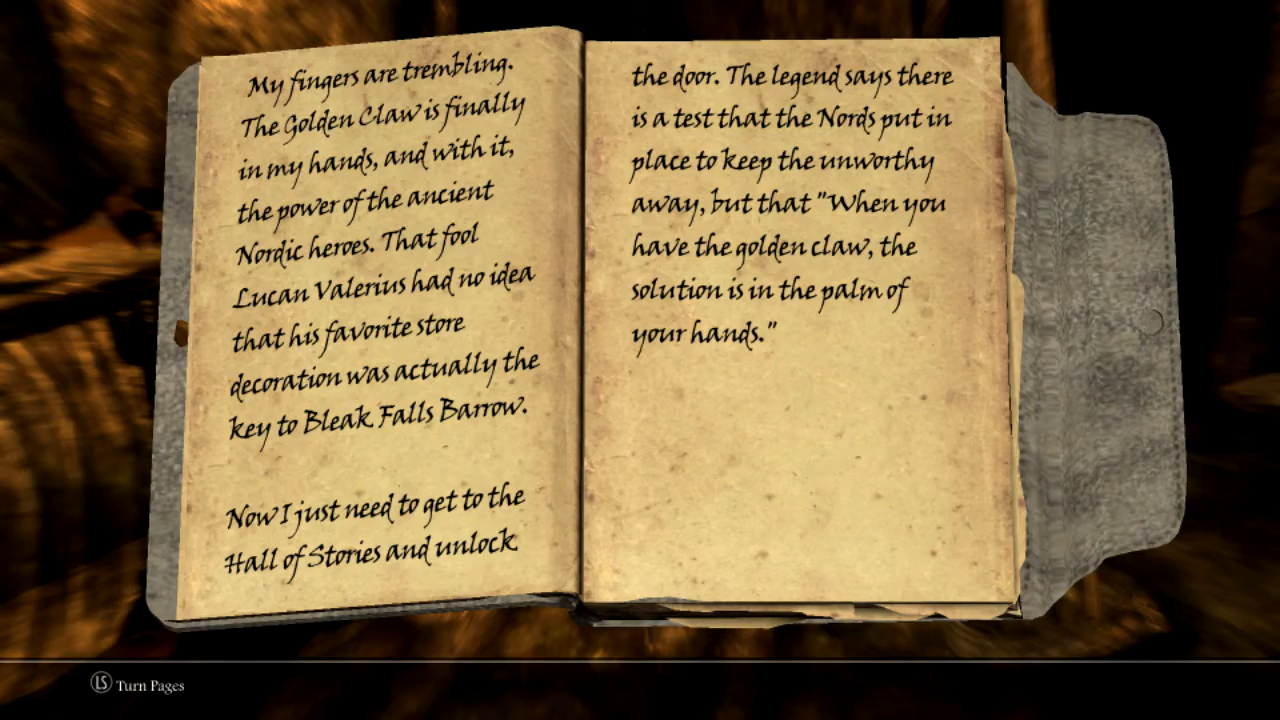 My fingers are trembling.
The Golden Claw is finally
in my hands, and with it,
the power of the ancient
Nordic heroes. That fool
Lucan Valerius had no idea
that his favorite store
decoration was actually the
key to Bleak Falls Barrow.
Now I just need to get to the
Hall of Stories and unlock
the door. The legend says there
is a test that the Nords put in
place to keep the unworthy
away, but that "When you
have the golden claw, the
solution is in the palm of
your hands."
LS Turn Pages